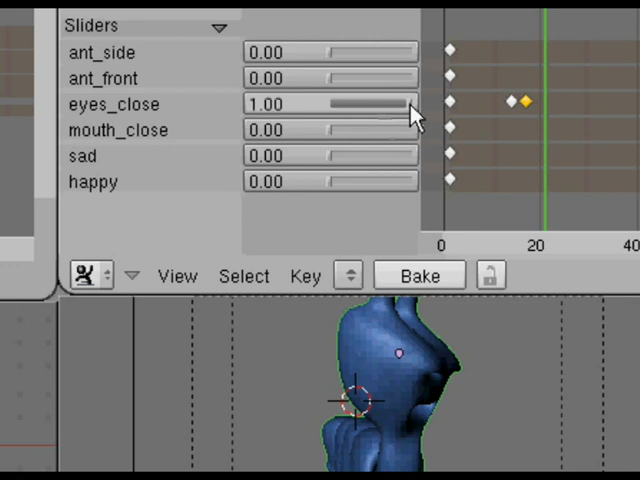 Sliders
ant_side 0.00
ant_front 0.00
eyes_close 1.00
mouth_close 0.00
sad 0.00
happy 0.00
0 20 40
View Select Key Bake